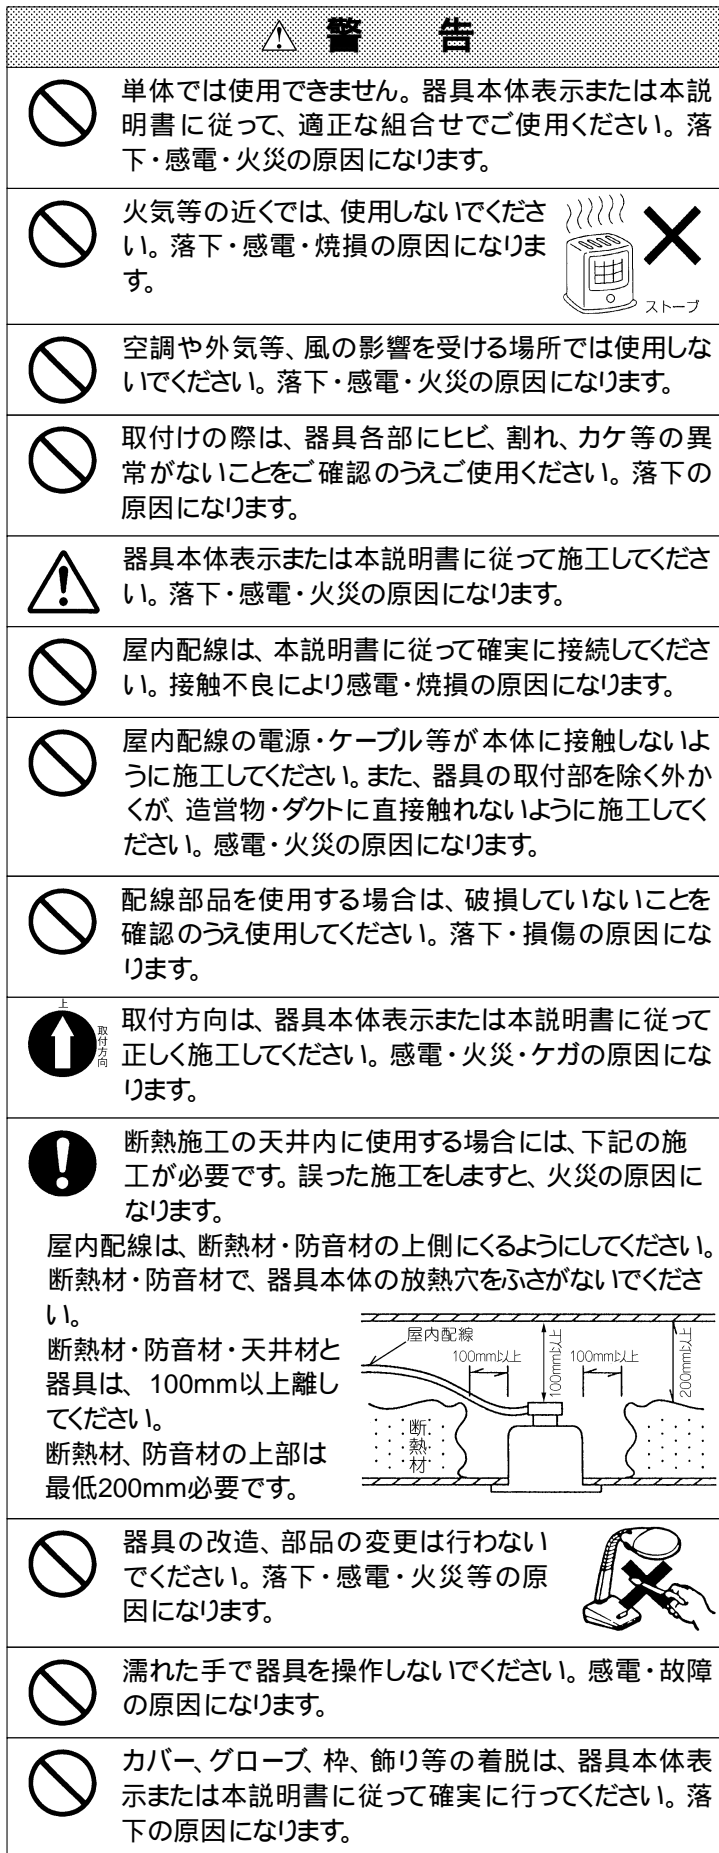 警 告
単体では使用できません。器具本体表示または本説
明書に従って、適正な組合せでご使用ください。落
下・感電・火災の原因になります。
火気等の近くでは、使用しないでくださ
い。落下・感電・焼損の原因になりま
す。
ストーブ
空調や外気等、風の影響を受ける場所では使用しな
いでください。落下・感電・火災の原因になります。
取付けの際は、器具各部にヒビ、割れ、カケ等の異
常がないことをご確認のうえご使用ください。落下の
原因になります。
器具本体表示または本説明書に従って施工してくださ
い。落下・感電・火災の原因になります。
屋内配線は、本説明書に従って確実に接続してくださ
い。接触不良により感電・焼損の原因になります。
屋内配線の電源・ケーブル等が本体に接触しないよ
うに施工してください。また、器具の取付部を除く外か
くが、造営物・ダクトに直接触れないように施工してく
ださい。感電・火災の原因になります。
配線部品を使用する場合は、破損していないことを
確認のうえ使用してください。落下・損傷の原因にな
ります。
上
取付方向
取付方向は、器具本体表示または本説明書に従って
正しく施工してください。感電・火災・ケガの原因にな
ります。
断熱施工の天井内に使用する場合には、下記の施
工が必要です。誤った施工をしますと、火災の原因に
なります。
屋内配線は、断熱材・防音材の上側にくるようにしてください。
断熱材・防音材で、器具本体の放熱穴をふさがないでくださ
い。
断熱材・防音材・天井材と
器具は、100mm以上離し
てください。
断熱材、防音材の上部は
最低200mm必要です。
屋内配線
100mm以上
100mm以上
100mm以上
200mm以上
断熱材
器具の改造、部品の変更は行わない
でください。落下・感電・火災等の原
因になります。
濡れた手で器具を操作しないでください。感電・故障
の原因になります。
カバー、グローブ、枠、飾り等の着脱は、器具本体表
示または本説明書に従って確実に行ってください。落
下の原因になります。